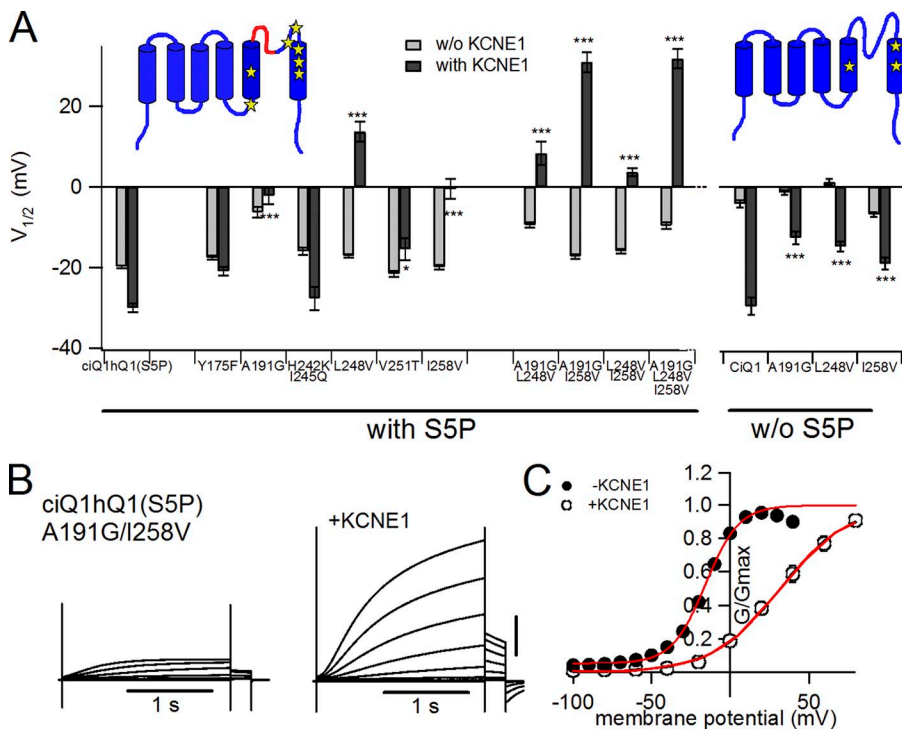 A
w/o KCNE1
with KCNE1
V1/2 (mV)
20
0
-20
-40
***
***
*
***
***
***
***
***
***
***
***
ciQ1hQ1(S5P)
Y175F
A191G
H242K
I245Q
L248V
V251T
I258V
A191G
L248V
A191G
I258V
L248V
I258V
A191G
L248V
I258V
CiQ1
A191G
L248V
I258V
with S5P
w/o S5P
B
ciQ1hQ1(S5P)
A191G/I258V
+KCNE1
1 s
1 s
C
-KCNE1
+KCNE1
1.2
1.0
0.8
0.6
0.4
0.2
G/Gmax
-100
-50
0
50
membrane potential (mV)